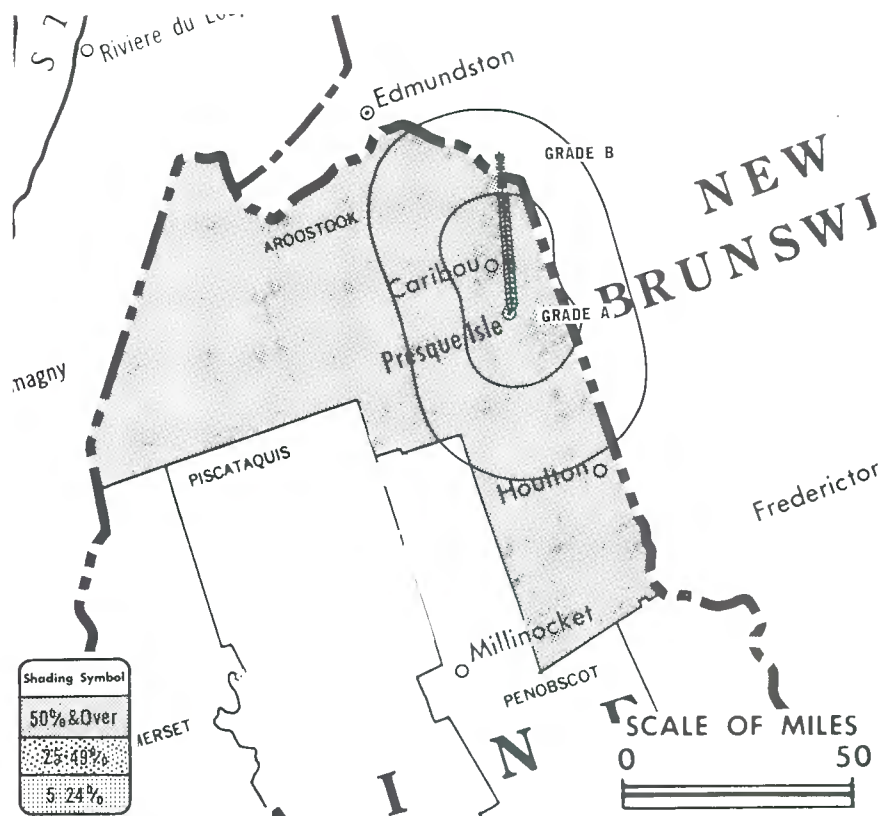 Riviere du
Edmundston
GRADE B
NEW
BRUNSWI
AROOSTOOK
Caribou
GRADE A
Presque Isle
magny
PISCATAQUIS
Houlton
Fredericton
Millinocket
PENOBSCOT
Shading Symbol
50% & Over
25-49%
5 24%
MERSET
I N
SCALE OF MILES
0 50